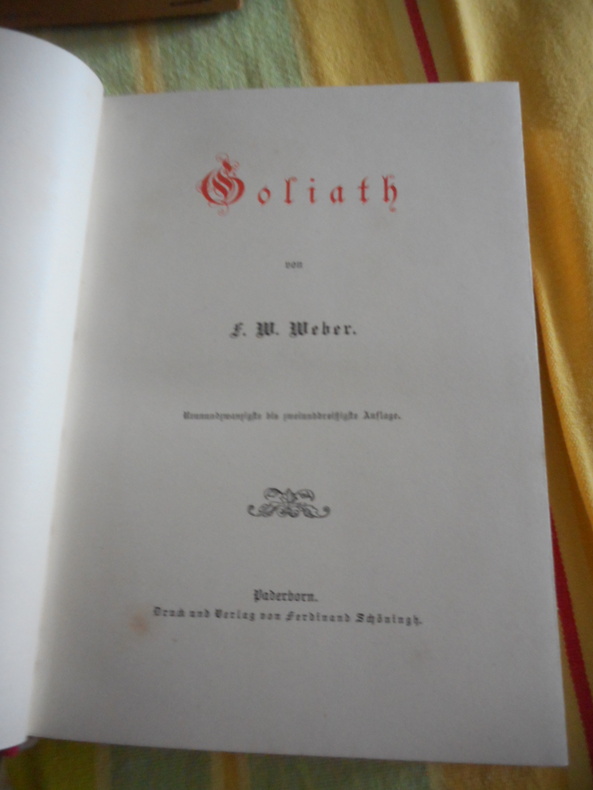 Goliath
von
F. W. Weber.
Neunundzwanzigste bis zweiunddreißigste Auflage.
Paderborn.
Druck und Verlag von Ferdinand Schöningh.